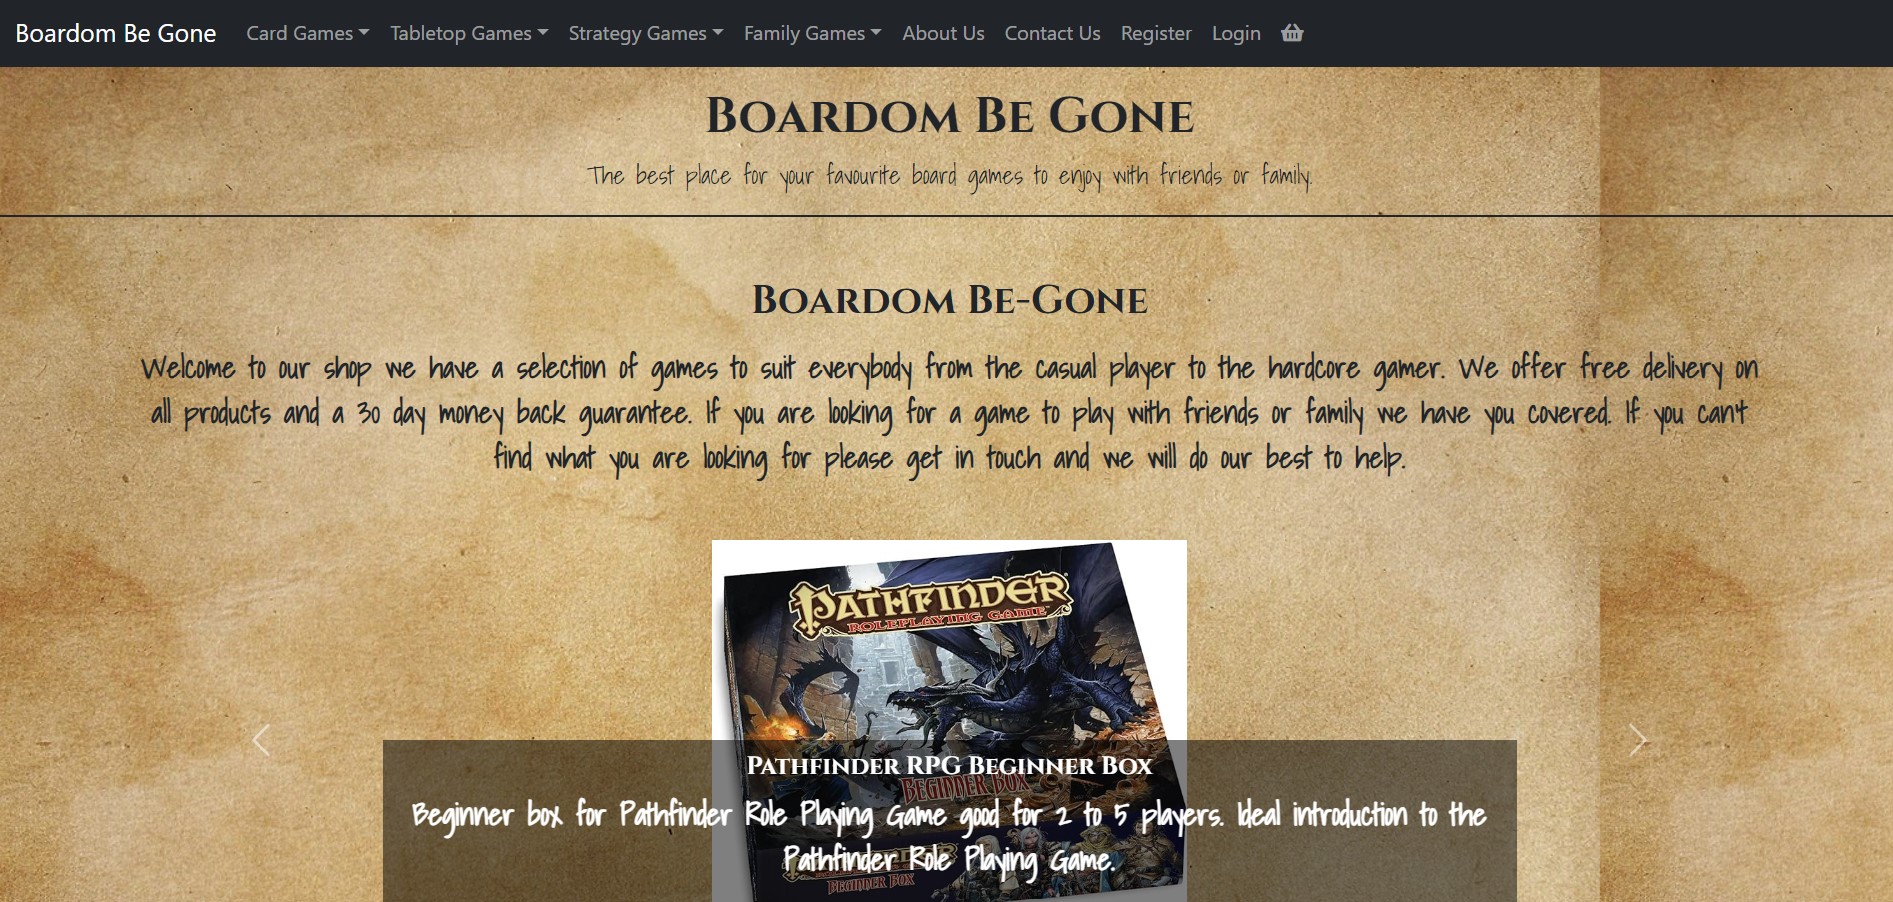 Boardom Be Gone Card Games Tabletop Games Strategy Games Family Games About Us Contact Us Register Login
Boardom Be Gone
The best place for your favourite board games to enjoy with friends or family.
Boardom Be-Gone
Welcome to our shop we have a selection of games to suit everybody from the casual player to the hardcore gamer. We offer free delivery on
all products and a 30 day money back guarantee. If you are looking for a game to play with friends or family we have you covered. If you can't
find what you are looking for please get in touch and we will do our best to help.
PATHFINDER
ROLEPLAYING GAME
Pathfinder RPG Beginner Box
BEGINNER BOX
Beginner box for Pathfinder Role Playing Game good for 2 to 5 players. Ideal introduction to the
Pathfinder Role Playing Game.
PATHFINDER
BEGINNER BOX